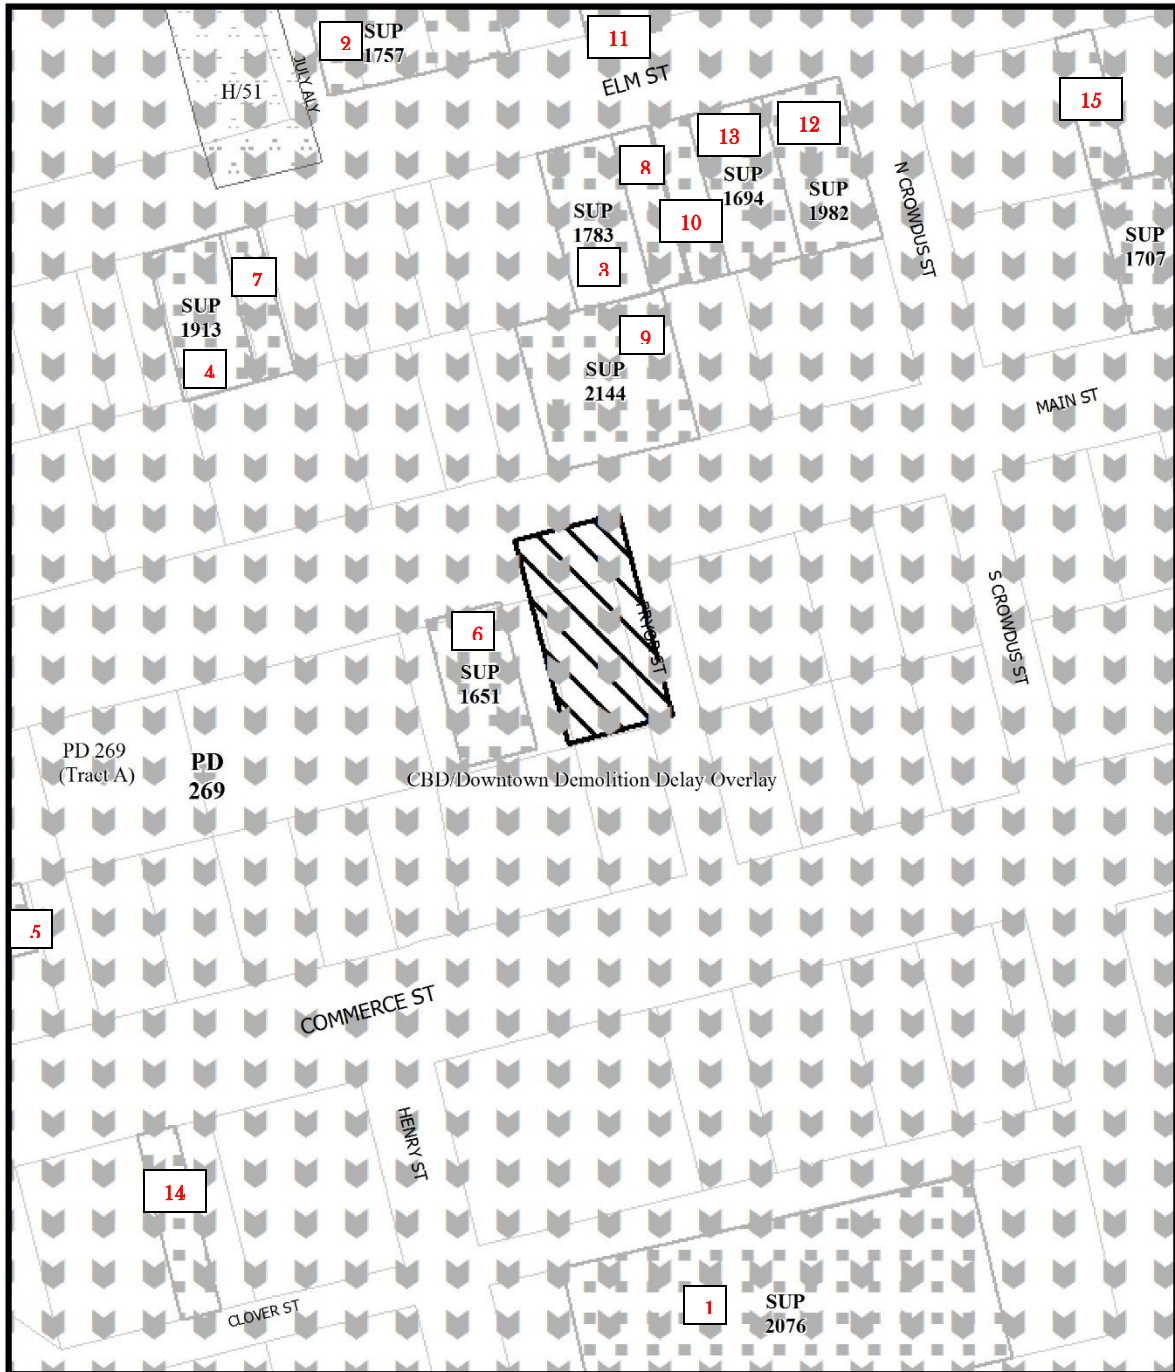 2
SUP
1757
11
ELM ST
H/51
JULY ALY
15
13
12
8
SUP
1694
SUP
1982
N CROWDUS ST
SUP
1783
10
3
SUP
1707
7
SUP
1913
4
9
SUP
2144
MAIN ST
6
SUP
1651
PRYOR ST
S CROWDUS ST
PD 269
(Tract A)
PD
269
CBD/Downtown Demolition Delay Overlay
5
COMMERCE ST
HENRY ST
14
CLOVER ST
1
SUP
2076